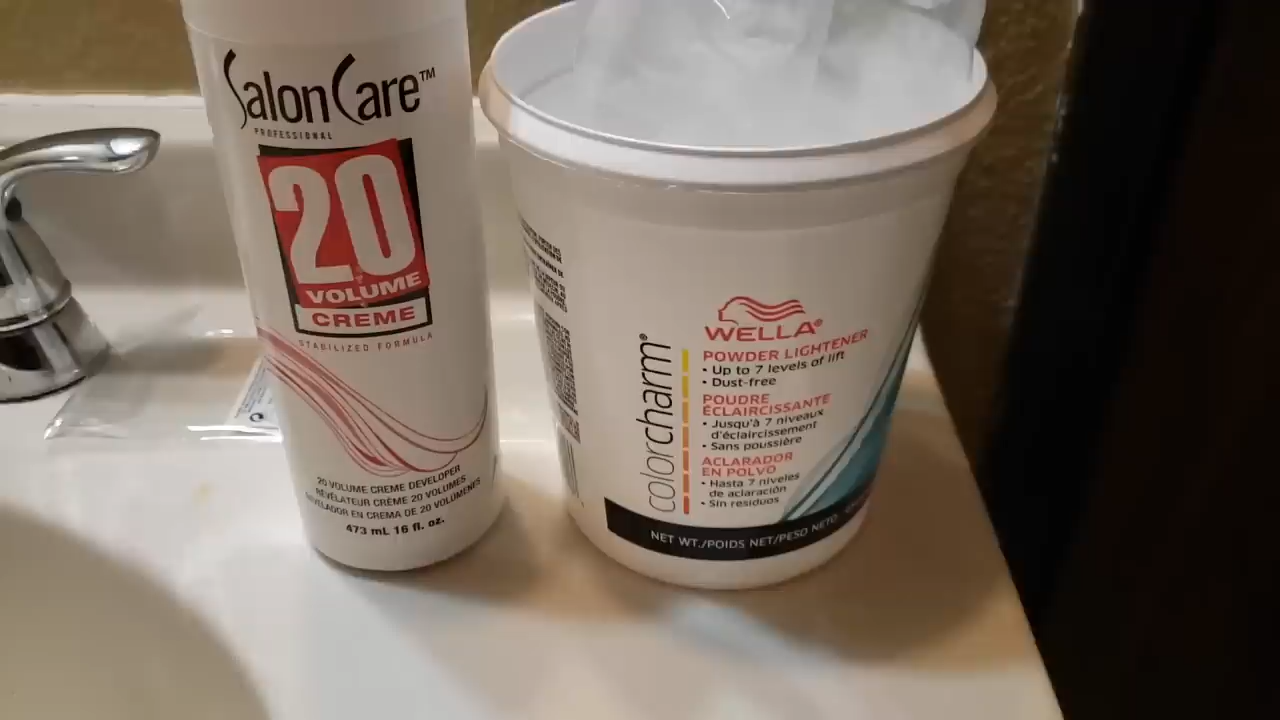 SalonCare™
PROFESSIONAL
20
VOLUME
CREME
STABILIZED FORMULA
20 VOLUME CREME DEVELOPER
RÉVÉLATEUR CRÈME 20 VOLUMES
REVELADOR EN CREMA DE 20 VOLÚMENES
473 mL 16 fl. oz.
colorcharm®
WELLA®
POWDER LIGHTENER
• Up to 7 levels of lift
• Dust-free
POUDRE
ÉCLAIRCISSANTE
• Jusqu'à 7 niveaux
d'éclaircissement
• Sans poussière
ACLARADOR
EN POLVO
• Hasta 7 niveles
de aclaración
• Sin residuos
NET WT./POIDS NET/PESO NETO